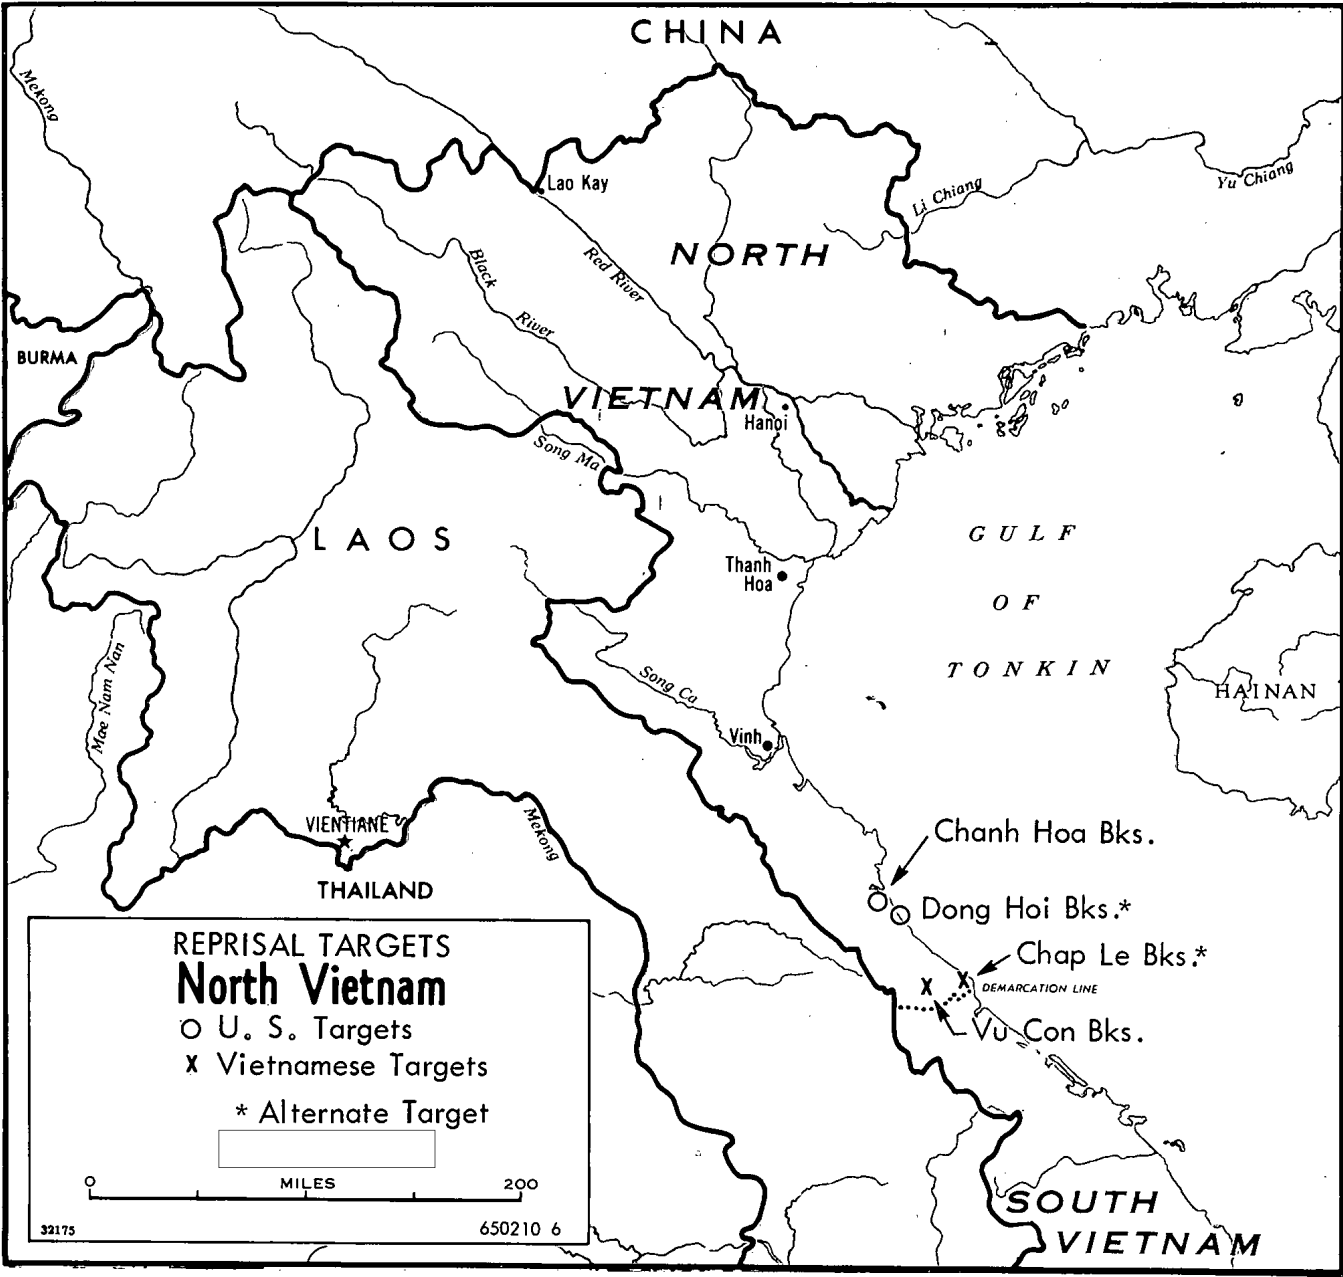 CHINA
Mekong
Lao Kay
Li Chiang
Yu Chiang
NORTH
Black
River
Red River
BURMA
VIETNAM
Hanoi
Song Ma
LAOS
GULF
OF
TONKIN
Thanh
Hoa
Mae Nam Nan
Song Ca
HAINAN
Vinh
VIENTIANE
Mekong
THAILAND
Chanh Hoa Bks.
Dong Hoi Bks.*
Chap Le Bks.*
DEMARCATION LINE
Vu Con Bks.
REPRISAL TARGETS
North Vietnam
O U. S. Targets
X Vietnamese Targets
* Alternate Target
0 MILES 200
32175 650210 6
SOUTH
VIETNAM